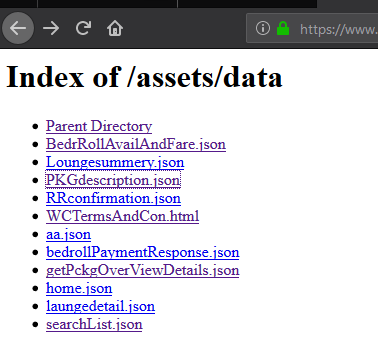 https://www.
Index of /assets/data
Parent Directory
BedrRollAvailAndFare.json
Loungesummery.json
PKGdescription.json
RRconfirmation.json
WCTermsAndCon.html
aa.json
bedrollPaymentResponse.json
getPckgOverViewDetails.json
home.json
laungedetail.json
searchList.json